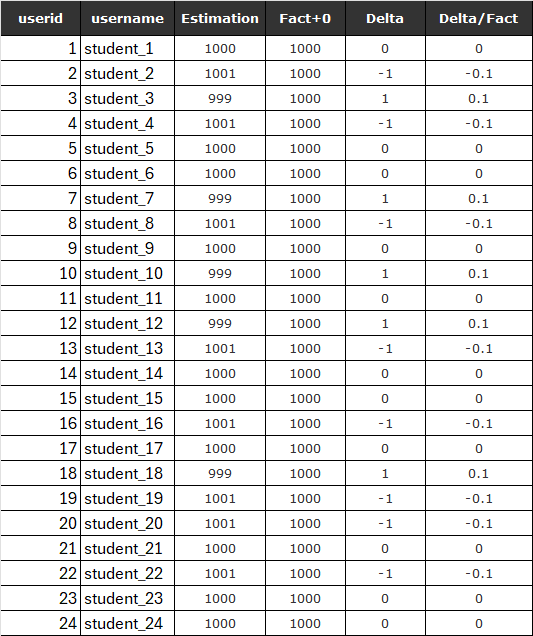 userid username Estimation Fact+0 Delta Delta/Fact
1 student_1 1000 1000 0 0
2 student_2 1001 1000 -1 -0.1
3 student_3 999 1000 1 0.1
4 student_4 1001 1000 -1 -0.1
5 student_5 1000 1000 0 0
6 student_6 1000 1000 0 0
7 student_7 999 1000 1 0.1
8 student_8 1001 1000 -1 -0.1
9 student_9 1000 1000 0 0
10 student_10 999 1000 1 0.1
11 student_11 1000 1000 0 0
12 student_12 999 1000 1 0.1
13 student_13 1001 1000 -1 -0.1
14 student_14 1000 1000 0 0
15 student_15 1000 1000 0 0
16 student_16 1001 1000 -1 -0.1
17 student_17 1000 1000 0 0
18 student_18 999 1000 1 0.1
19 student_19 1001 1000 -1 -0.1
20 student_20 1001 1000 -1 -0.1
21 student_21 1000 1000 0 0
22 student_22 1001 1000 -1 -0.1
23 student_23 1000 1000 0 0
24 student_24 1000 1000 0 0